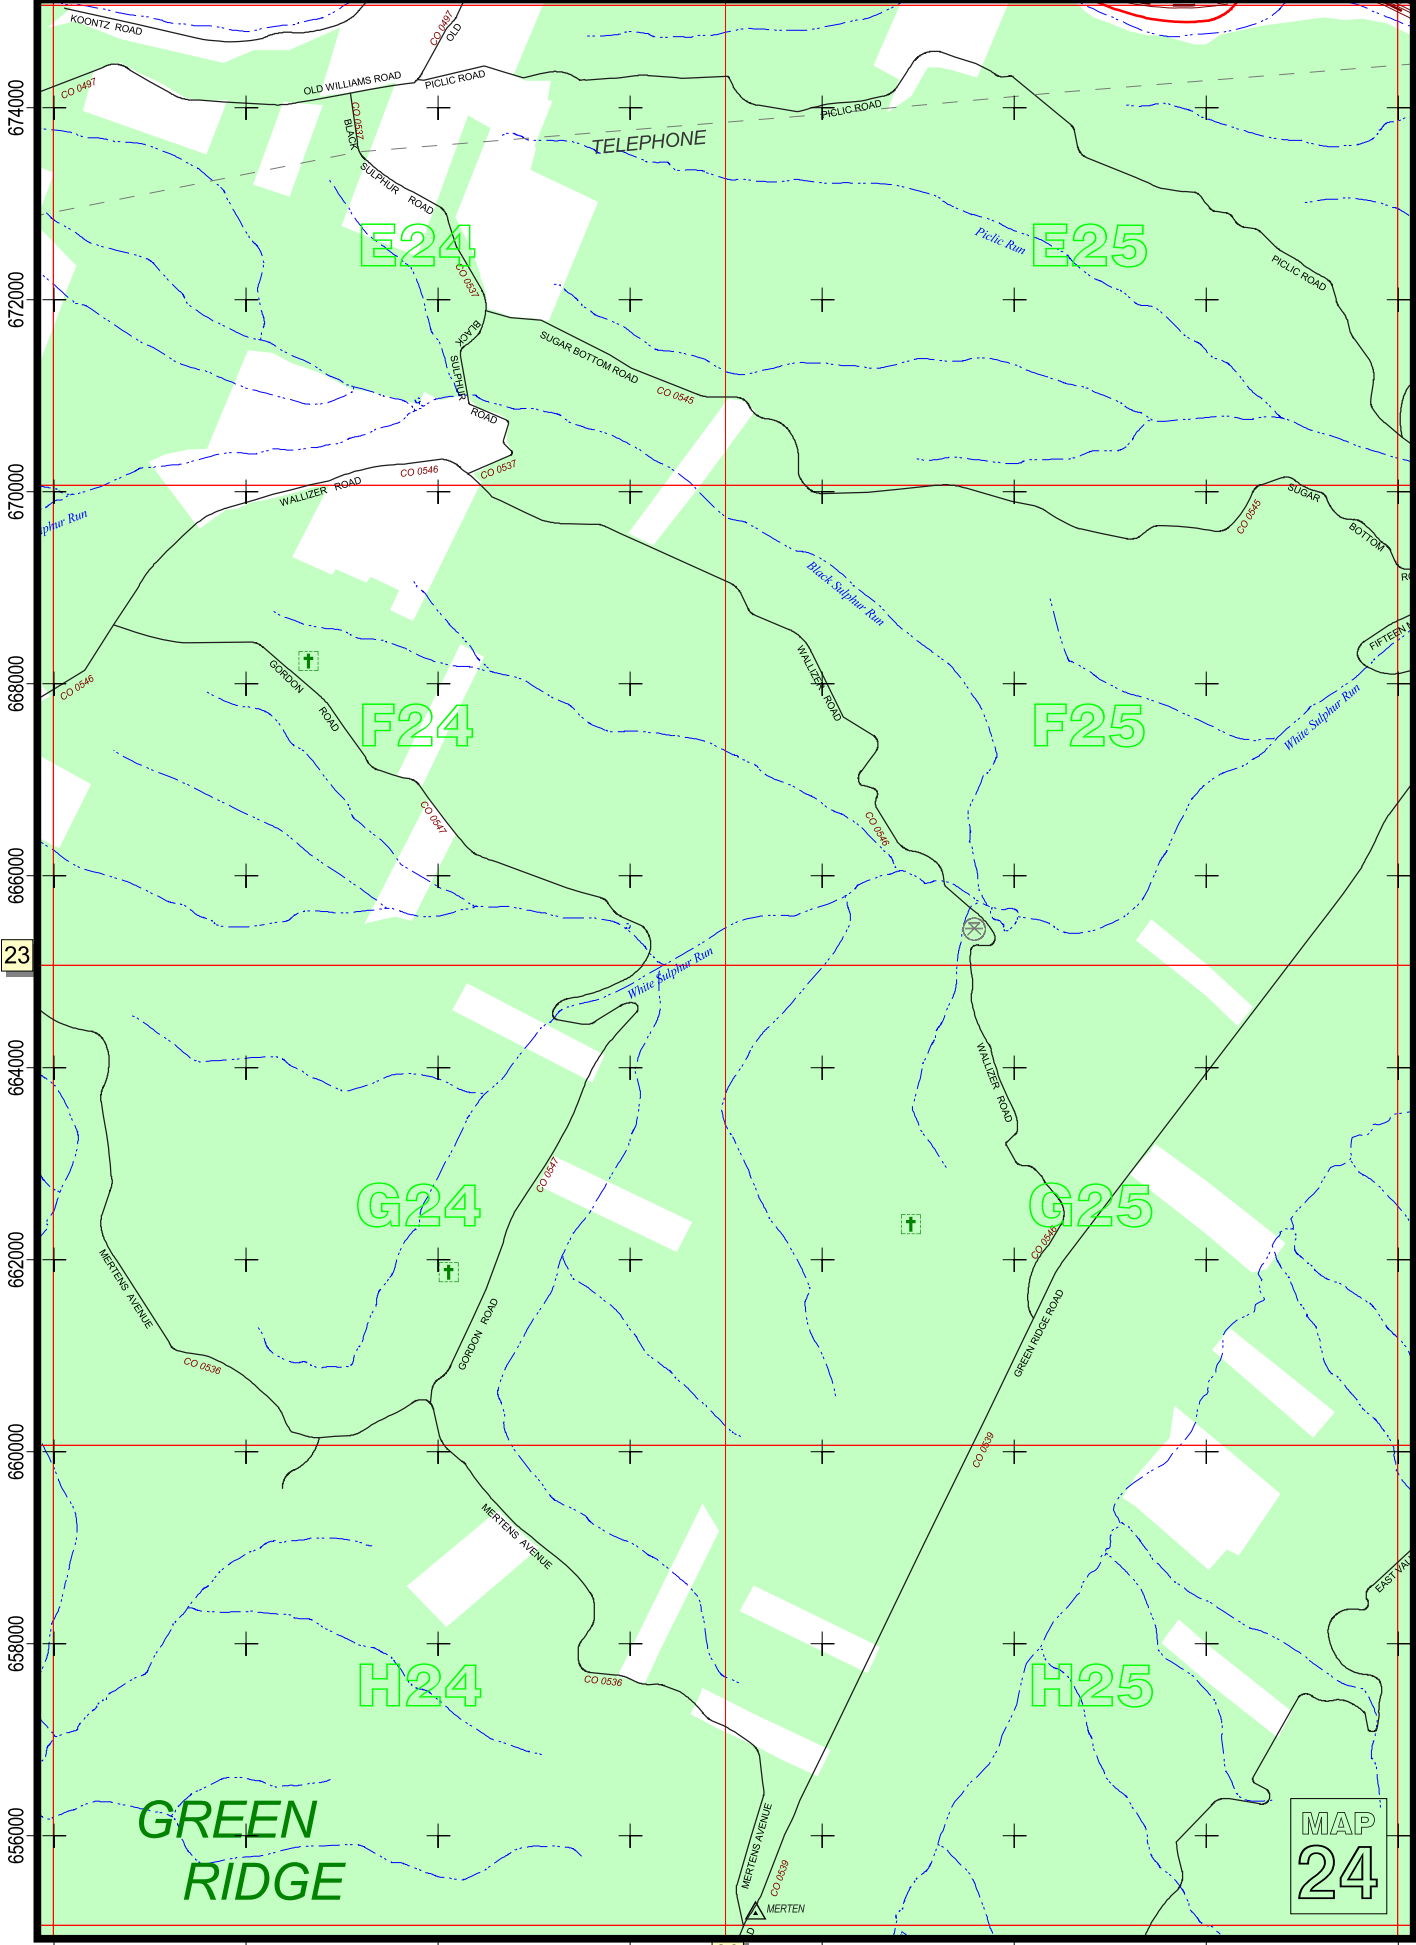 KOONTZ ROAD
CO 0497
OLD
CO 0497
OLD WILLIAMS ROAD
PICLIC ROAD
PICLIC ROAD
674000
CO 0537
BLACK
SULPHUR ROAD
TELEPHONE
E24
E25
Piclic Run
PICLIC ROAD
CO 0537
672000
BLACK
SULPHUR
ROAD
SUGAR BOTTOM ROAD
CO 0545
CO 0546
CO 0537
WALLIZER ROAD
670000
SUGAR
BOTTOM
CO 0545
phur Run
Black Sulphur Run
FIFTEEN
GORDON
ROAD
WALLIZER ROAD
CO 0546
668000
F24
F25
White Sulphur Run
CO 0547
CO 0546
666000
23
White Sulphur Run
664000
WALLIZER ROAD
CO 0547
G24
G25
CO 0546
662000
MERTENS AVENUE
GORDON ROAD
GREEN RIDGE ROAD
CO 0536
660000
CO 0539
MERTENS AVENUE
EAST VAL
658000
H24
H25
CO 0536
GREEN
RIDGE
656000
MERTENS AVENUE
CO 0539
MERTEN
MAP
24